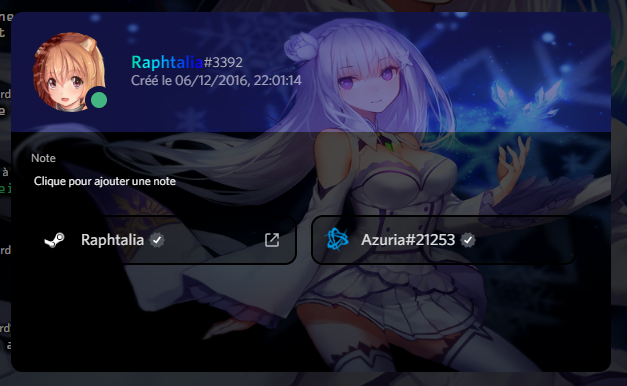 Raphtalia#3392
Créé le 06/12/2016, 22:01:14
Note
Clique pour ajouter une note
Raphtalia
Azuria#21253